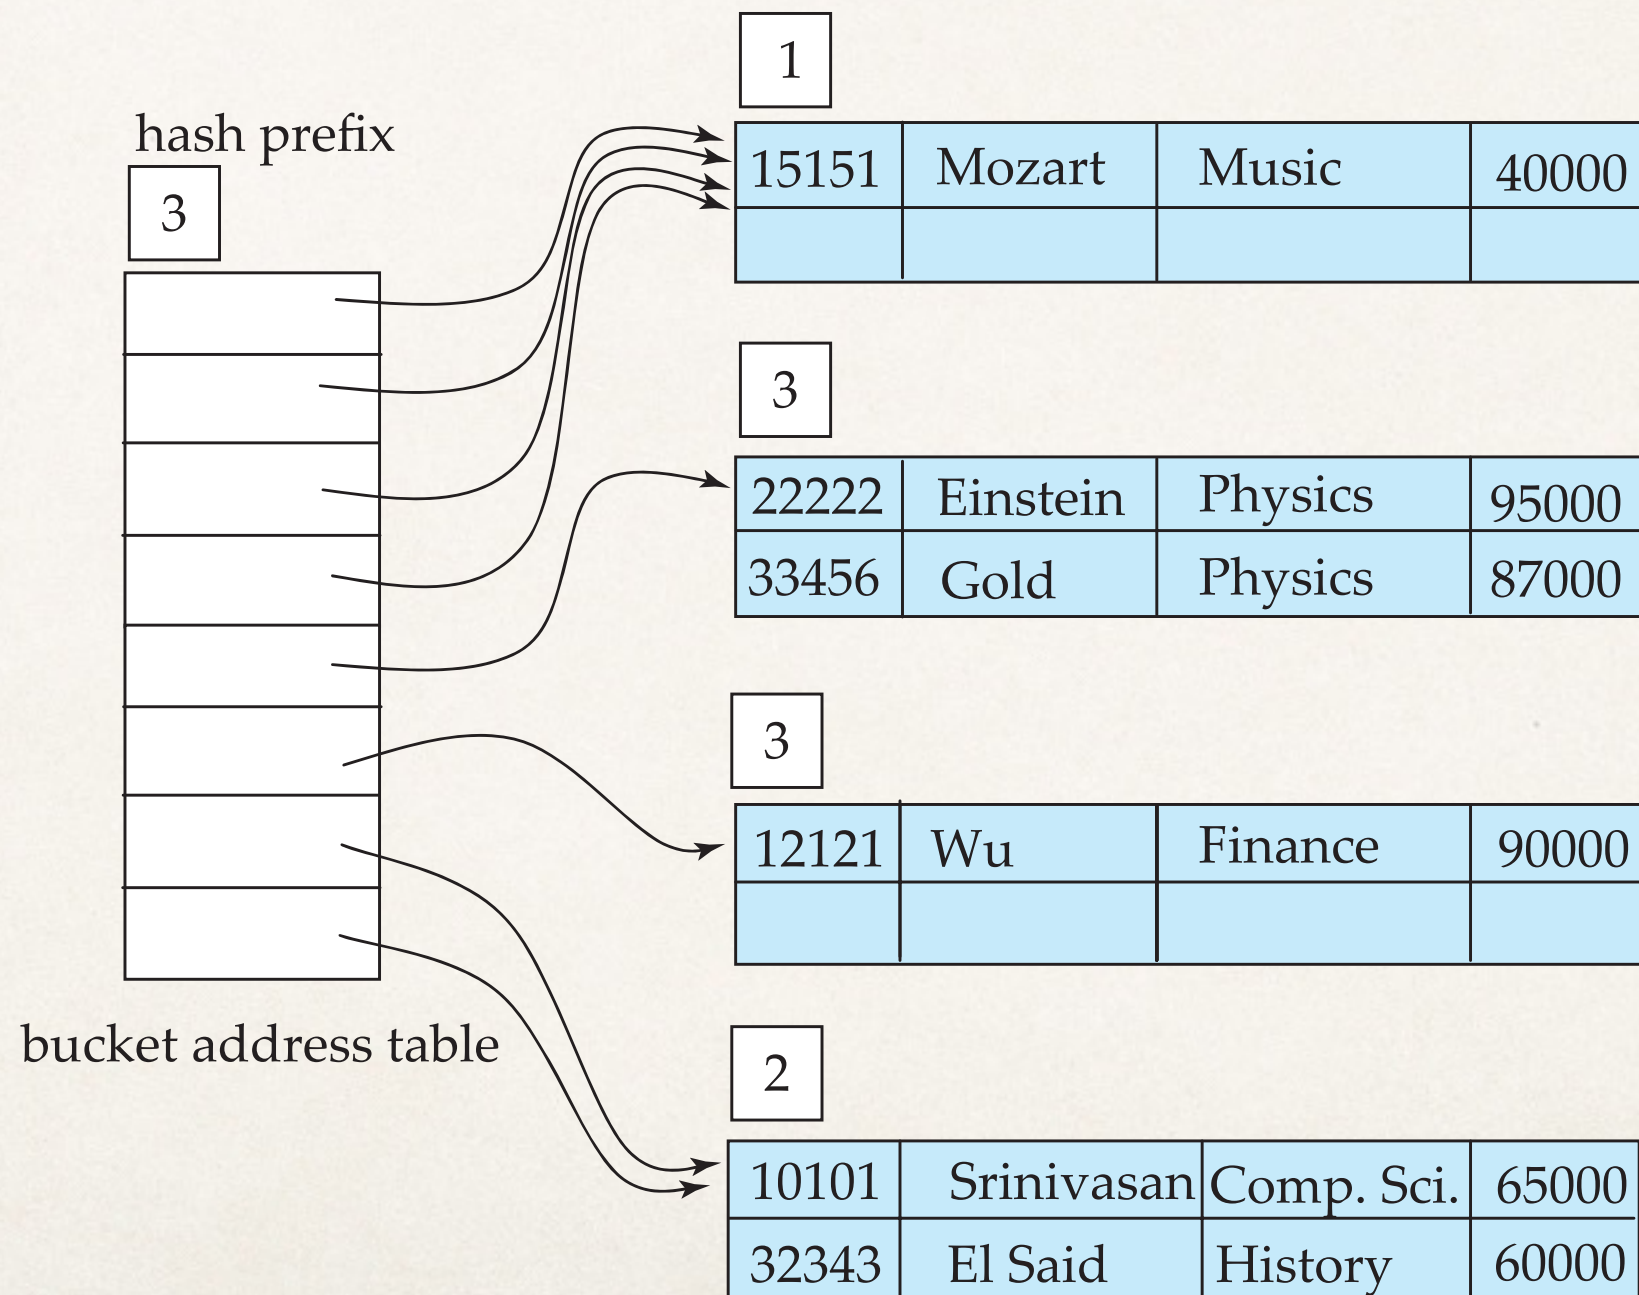 hash prefix
3
bucket address table
1
15151 Mozart Music 40000
3
22222 Einstein Physics 95000
33456 Gold Physics 87000
3
12121 Wu Finance 90000
2
10101 Srinivasan Comp. Sci. 65000
32343 El Said History 60000